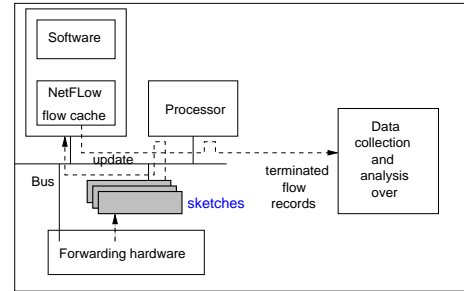 Software
NetFLow
flow cache
Processor
Data
collection
and
analysis
over
update
terminated
flow
records
Bus
sketches
Forwarding hardware